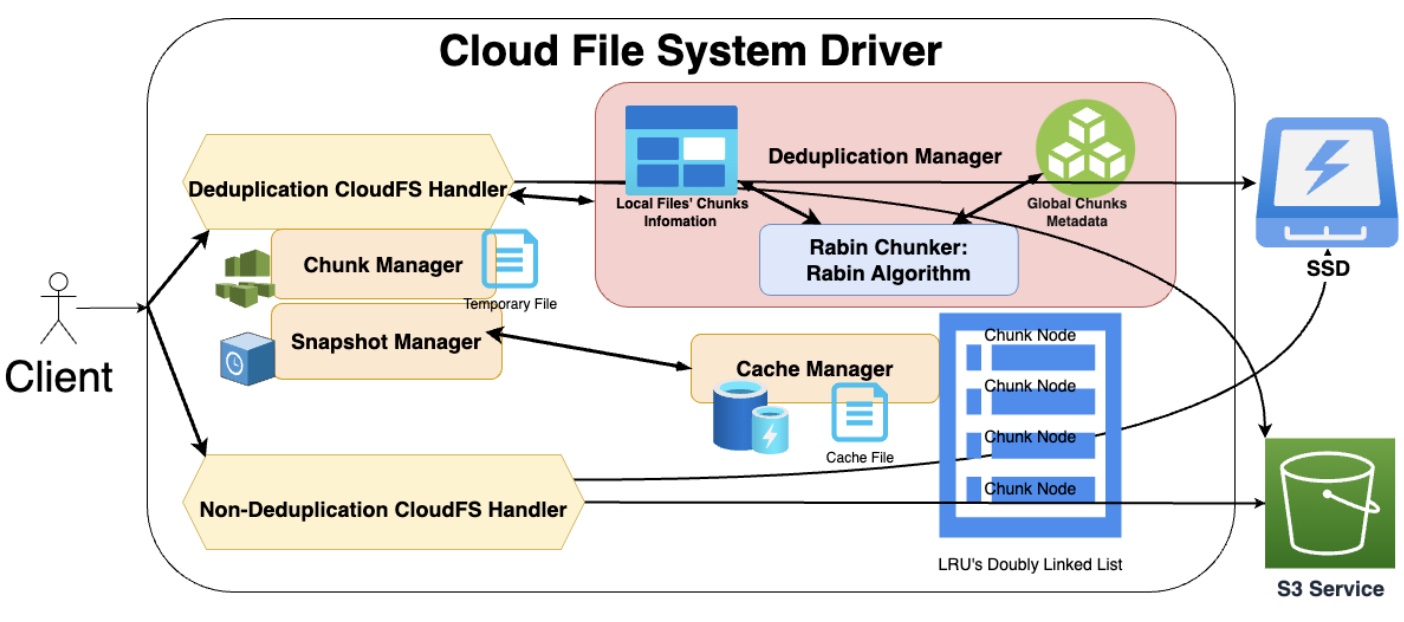 Cloud File System Driver
Deduplication CloudFS Handler
Local Files' Chunks
Infomation
Deduplication Manager
Global Chunks
Metadata
Rabin Chunker:
Rabin Algorithm
SSD
Chunk Manager
Temporary File
Snapshot Manager
Client
Cache Manager
Cache File
Chunk Node
Chunk Node
Chunk Node
Chunk Node
LRU's Doubly Linked List
Non-Deduplication CloudFS Handler
S3 Service